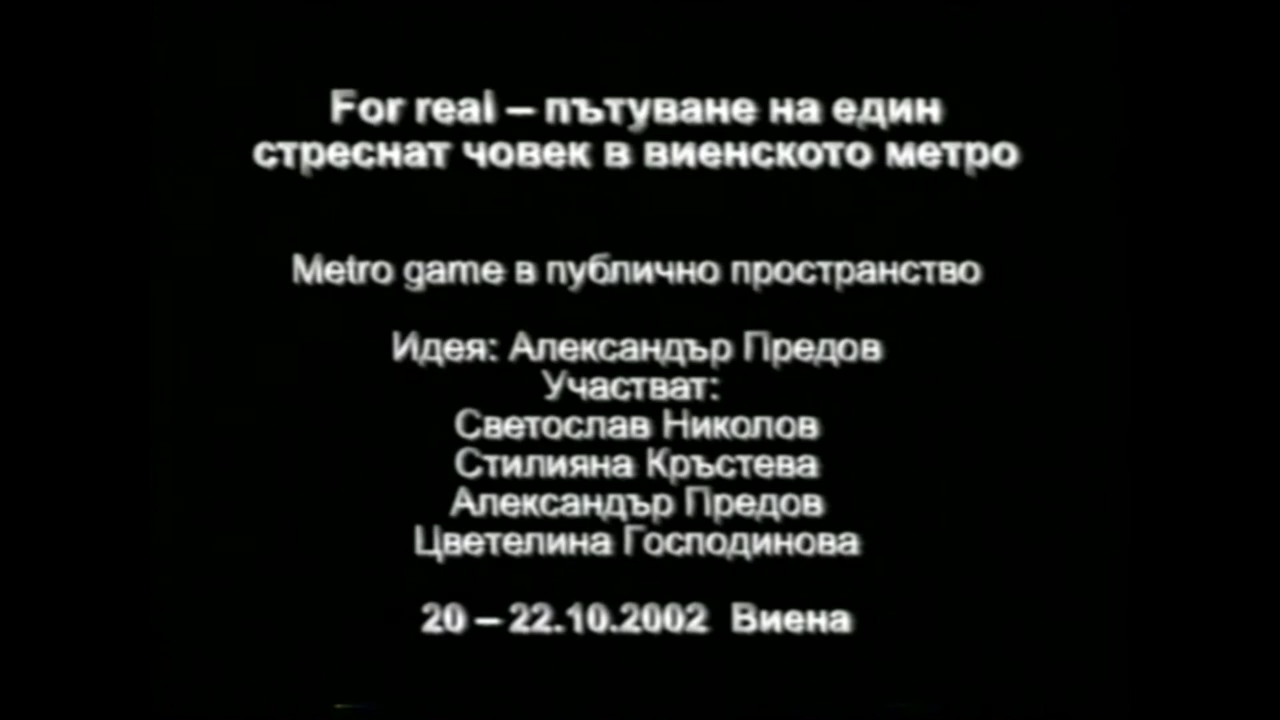 For real – пътуване на един
стреснат човек в виенското метро
Metro game в публично пространство
Идея: Александър Предов
Участват:
Светослав Николов
Стилияна Кръстева
Александър Предов
Цветелина Господинова
20 – 22.10.2002 Виена